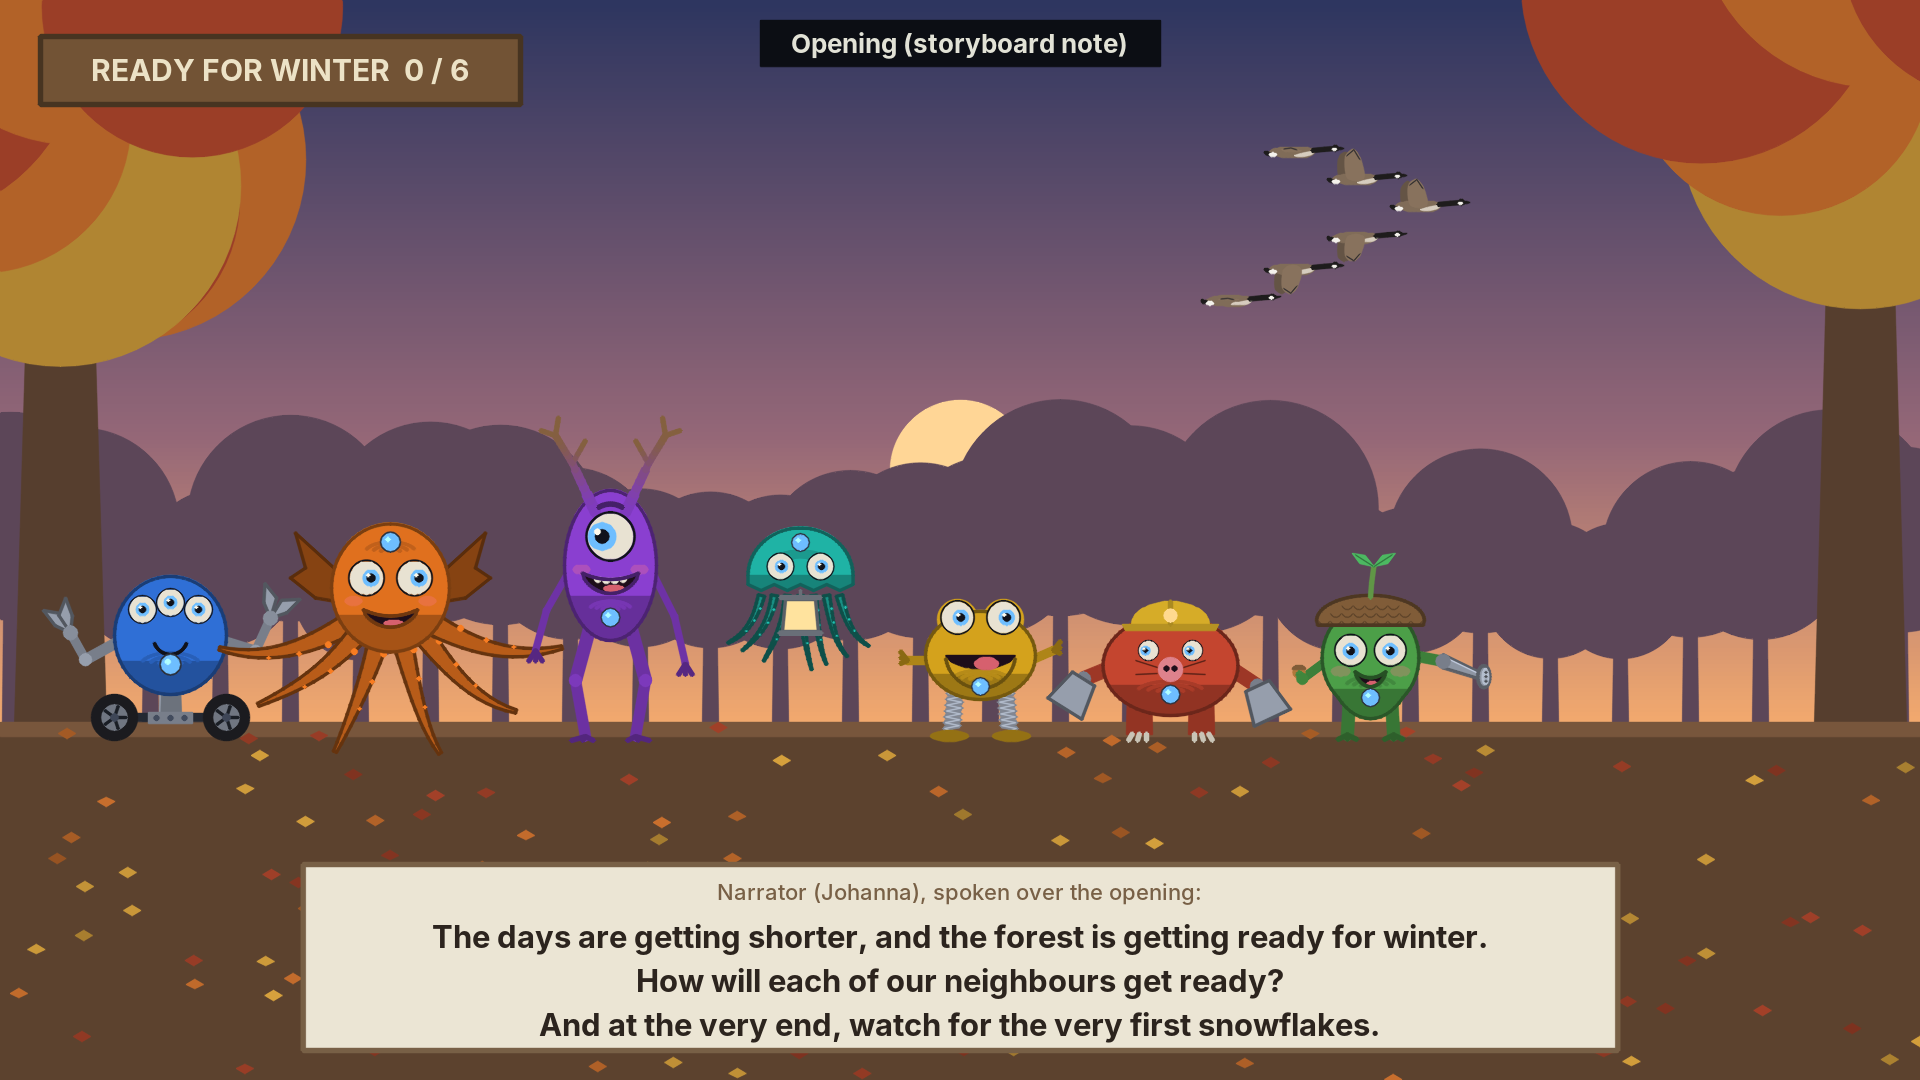 READY FOR WINTER 0 / 6
Opening (storyboard note)
Narrator (Johanna), spoken over the opening:
The days are getting shorter, and the forest is getting ready for winter.
How will each of our neighbours get ready?
And at the very end, watch for the very first snowflakes.